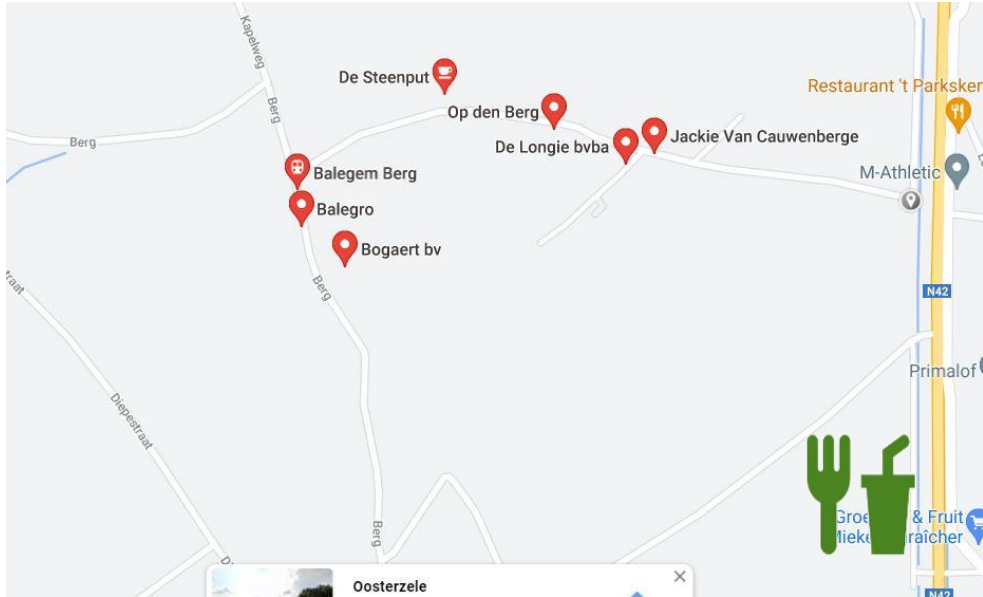 Kapelweg
De Steenput
Restaurant 't Parksken
Op den Berg
Berg
Jackie Van Cauwenberge
Berg
De Longie bvba
M-Athletic
Balegem Berg
Balegro
Bogaert bv
Berg
N42
Primalof
Diepestraat
& Fruit
Berg
Oosterzele
N42